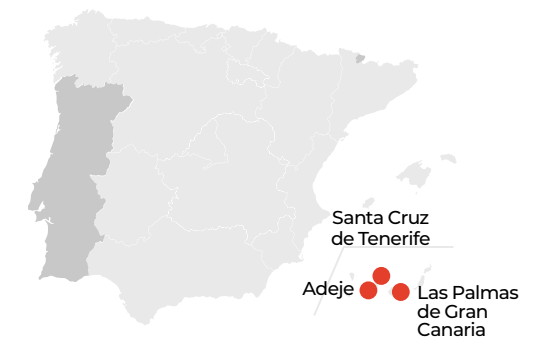 Santa Cruz
de Tenerife
Adeje
Las Palmas
de Gran
Canaria